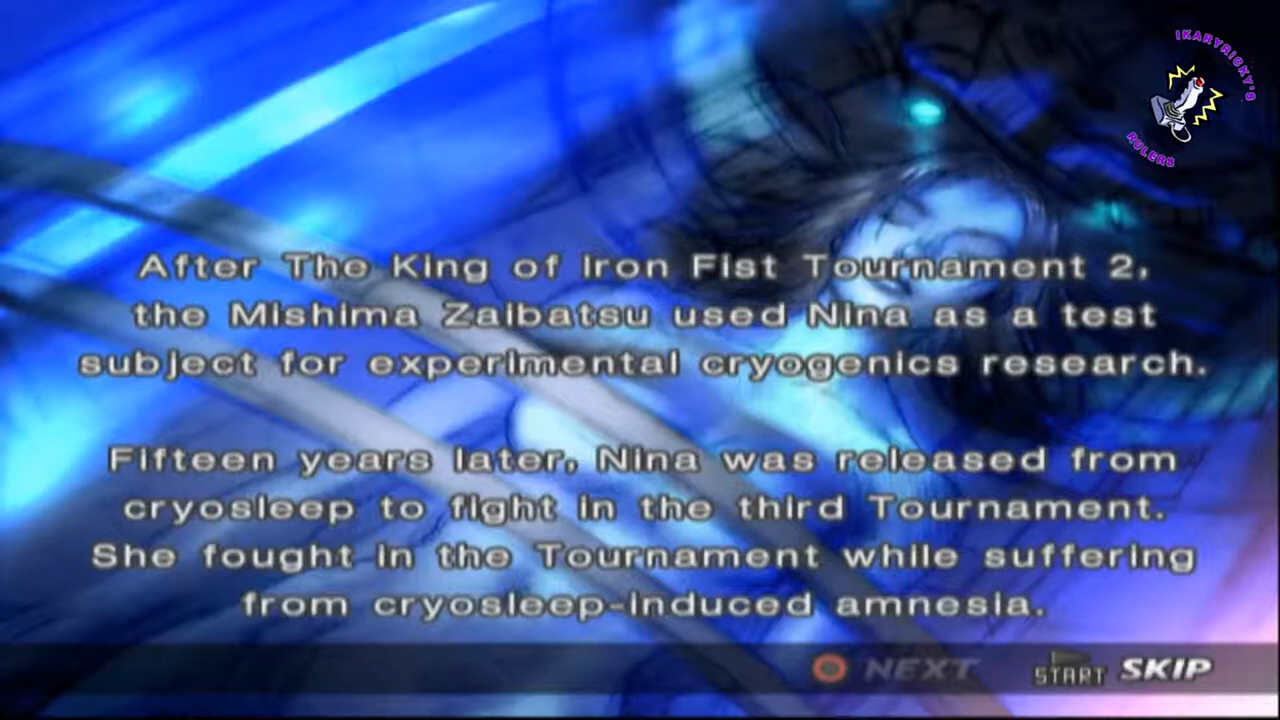 IKARYRICKY'S
RULERS
After The King of Iron Fist Tournament 2,
the Mishima Zaibatsu used Nina as a test
subject for experimental cryogenics research.
Fifteen years later, Nina was released from
cryosleep to fight in the third Tournament.
She fought in the Tournament while suffering
from cryosleep-induced amnesia.
NEXT START SKIP